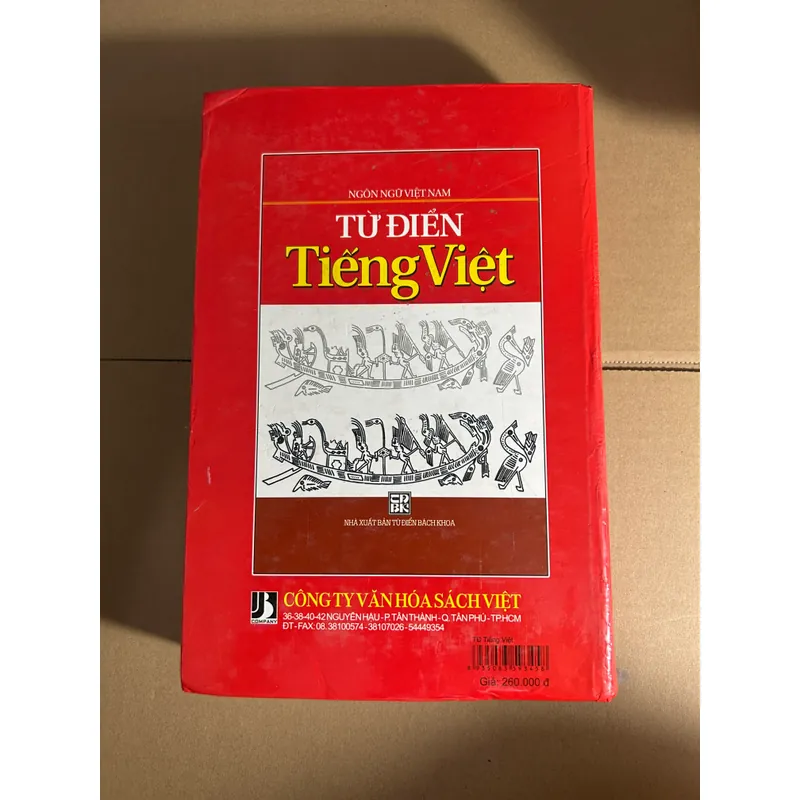 NGÔN NGỮ VIỆT NAM
TỪ ĐIỂN
Tiếng Việt
NHÀ XUẤT BẢN TỪ ĐIỂN BÁCH KHOA
COMPANY
CÔNG TY VĂN HÓA SÁCH VIỆT
36-38-40-42 NGUYỄN HẬU - P. TÂN THÀNH - Q. TÂN PHÚ - TP.HCM
ĐT - FAX: 08. 38100574 - 38107026 - 54449354
TĐ Tiếng Việt
Giá: 260.000 đ